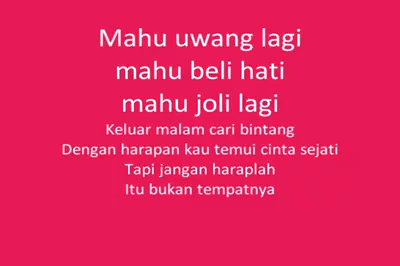 Mahu uwang lagi
mahu beli hati
mahu joli lagi
Keluar malam cari bintang
Dengan harapan kau temui cinta sejati
Tapi jangan haraplah
Itu bukan tempatnya